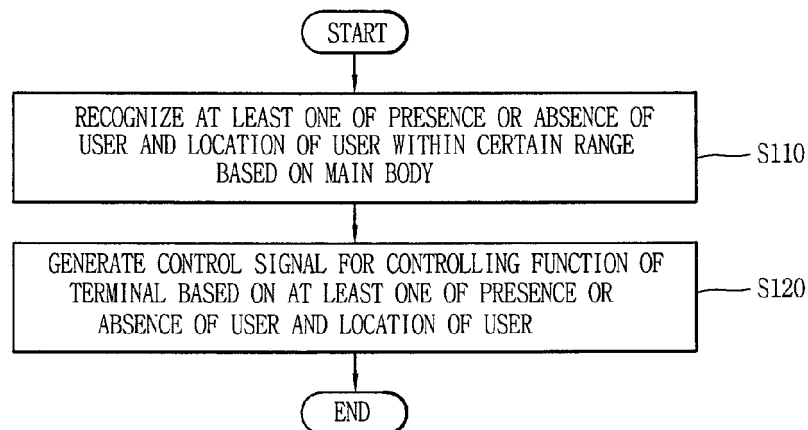 START
RECOGNIZE AT LEAST ONE OF PRESENCE OR ABSENCE OF
USER AND LOCATION OF USER WITHIN CERTAIN RANGE
BASED ON MAIN BODY
S110
GENERATE CONTROL SIGNAL FOR CONTROLLING FUNCTION OF
TERMINAL BASED ON AT LEAST ONE OF PRESENCE OR
ABSENCE OF USER AND LOCATION OF USER
S120
END